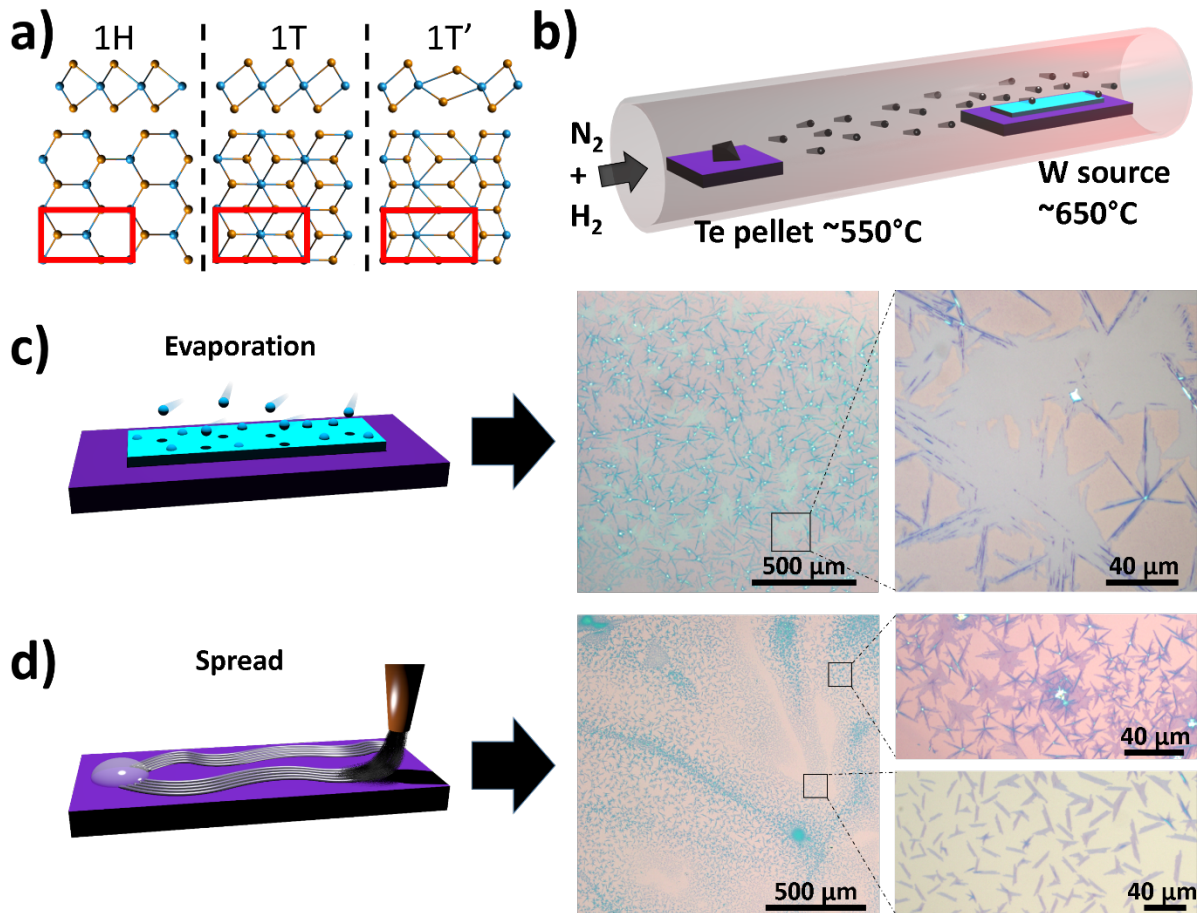 a)
1H
1T
1T’
b)
N₂
+
H₂
Te pellet ~550°C
W source
~650°C
c)
Evaporation
500 µm
40 µm
d)
Spread
500 µm
40 µm
40 µm